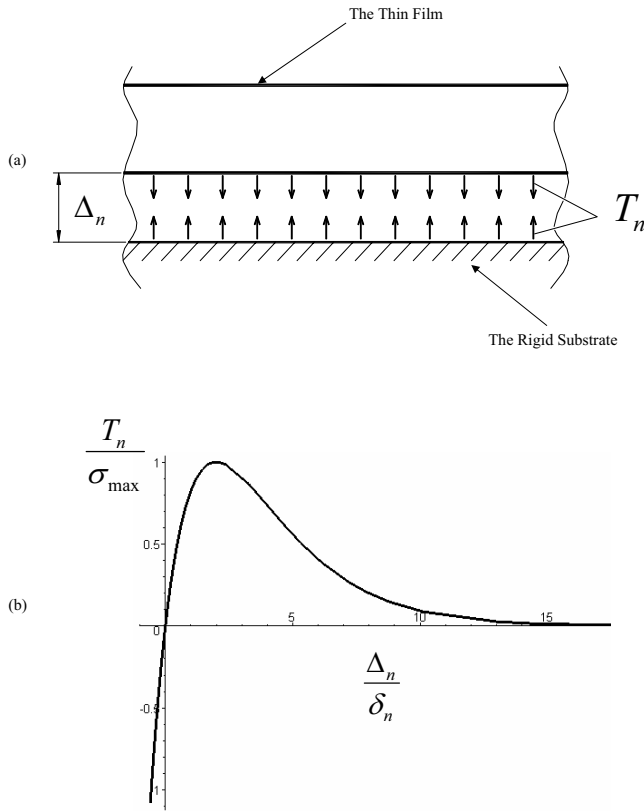 The Thin Film
(a)
Δn
Tn
The Rigid Substrate
Tn
σmax
1
0.5
5
10
15
0
(b)
Δn
δn
-0.5
1